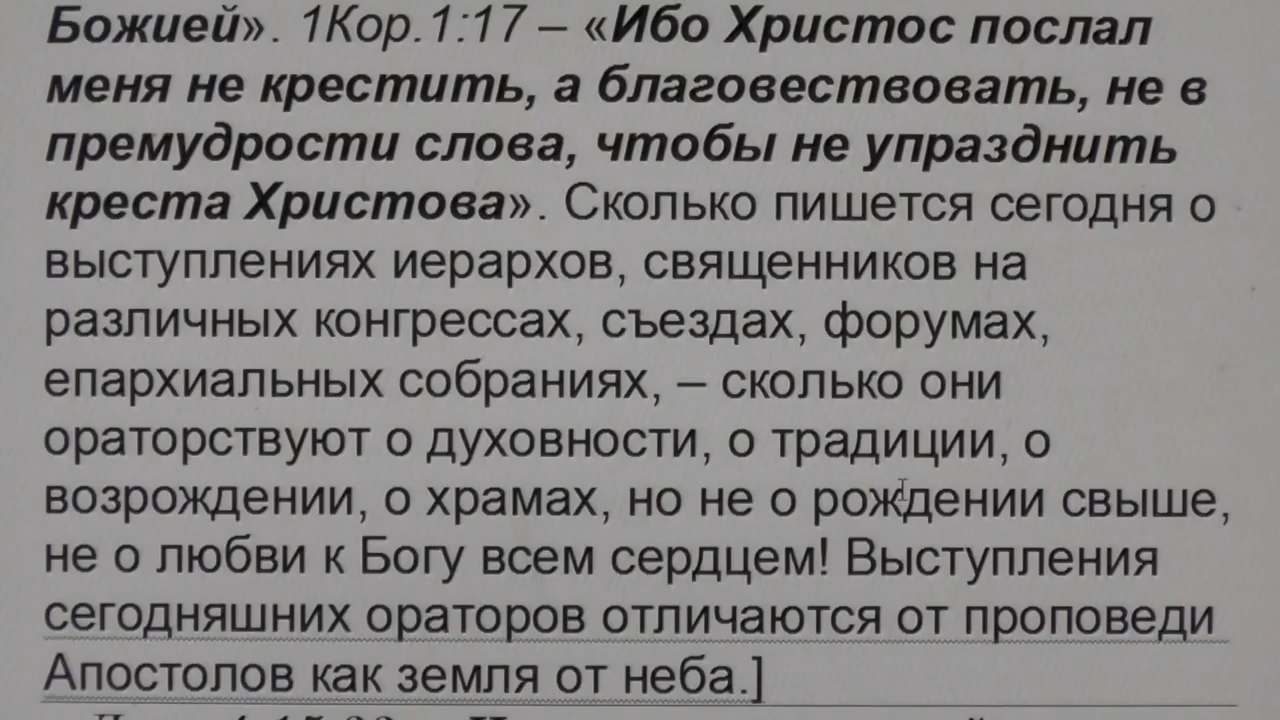 Божией». 1Кор.1:17 – «Ибо Христос послал
меня не крестить, а благовествовать, не в
премудрости слова, чтобы не упразднить
креста Христова». Сколько пишется сегодня о
выступлениях иерархов, священников на
различных конгрессах, съездах, форумах,
епархиальных собраниях, – сколько они
ораторствуют о духовности, о традиции, о
возрождении, о храмах, но не о рождении свыше,
не о любви к Богу всем сердцем! Выступления
сегодняшних ораторов отличаются от проповеди
Апостолов как земля от неба.]